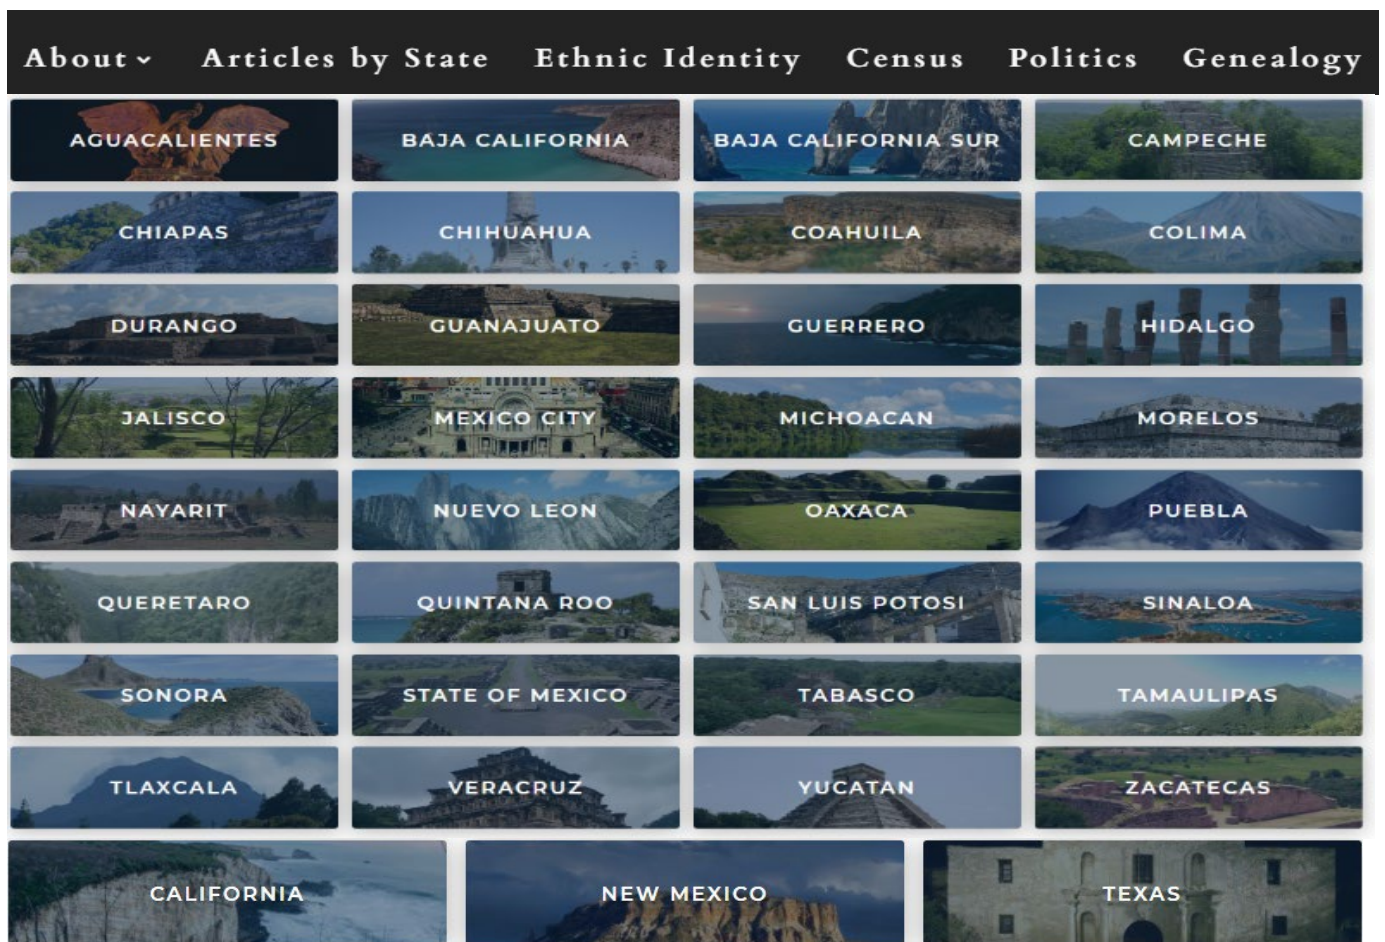 About Articles by State Ethnic Identity Census Politics Genealogy
AGUACALIENTES BAJA CALIFORNIA BAJA CALIFORNIA SUR CAMPECHE
CHIAPAS CHIHUAHUA COAHUILA COLIMA
DURANGO GUANAJUATO GUERRERO HIDALGO
JALISCO MEXICO CITY MICHOACAN MORELOS
NAYARIT NUEVO LEON OAXACA PUEBLA
QUERETARO QUINTANA ROO SAN LUIS POTOSI SINALOA
SONORA STATE OF MEXICO TABASCO TAMAULIPAS
TLAXCALA VERACRUZ YUCATAN ZACATECAS
CALIFORNIA NEW MEXICO TEXAS